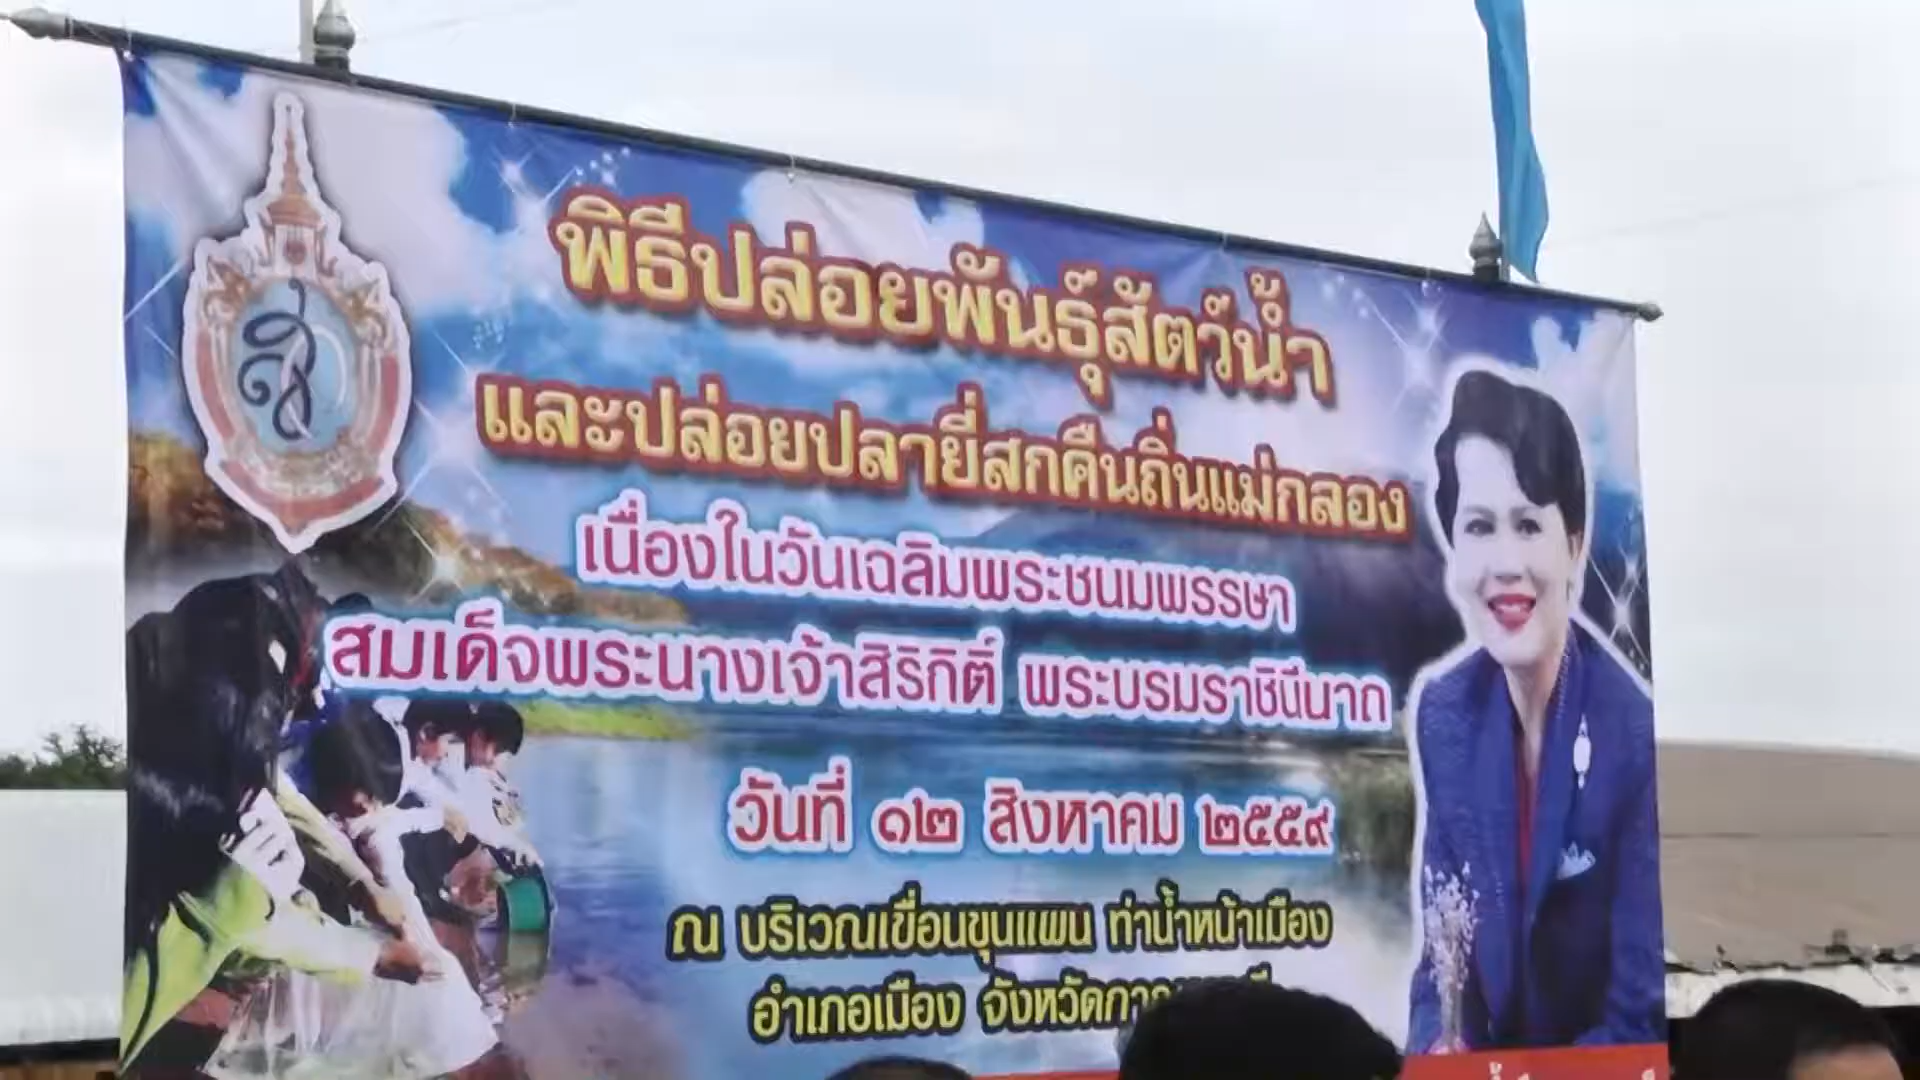 พิธีปล่อยพันธุ์สัตว์น้ำ
และปล่อยปลายี่สกคืนถิ่นแม่กลอง
เนื่องในวันเฉลิมพระชนมพรรษา
สมเด็จพระนางเจ้าสิริกิติ์ พระบรมราชินีนาถ
วันที่ ๑๒ สิงหาคม ๒๕๕๙
ณ บริเวณเขื่อนขุนแผน ท่าน้ำหน้าเมือง
อำเภอเมือง